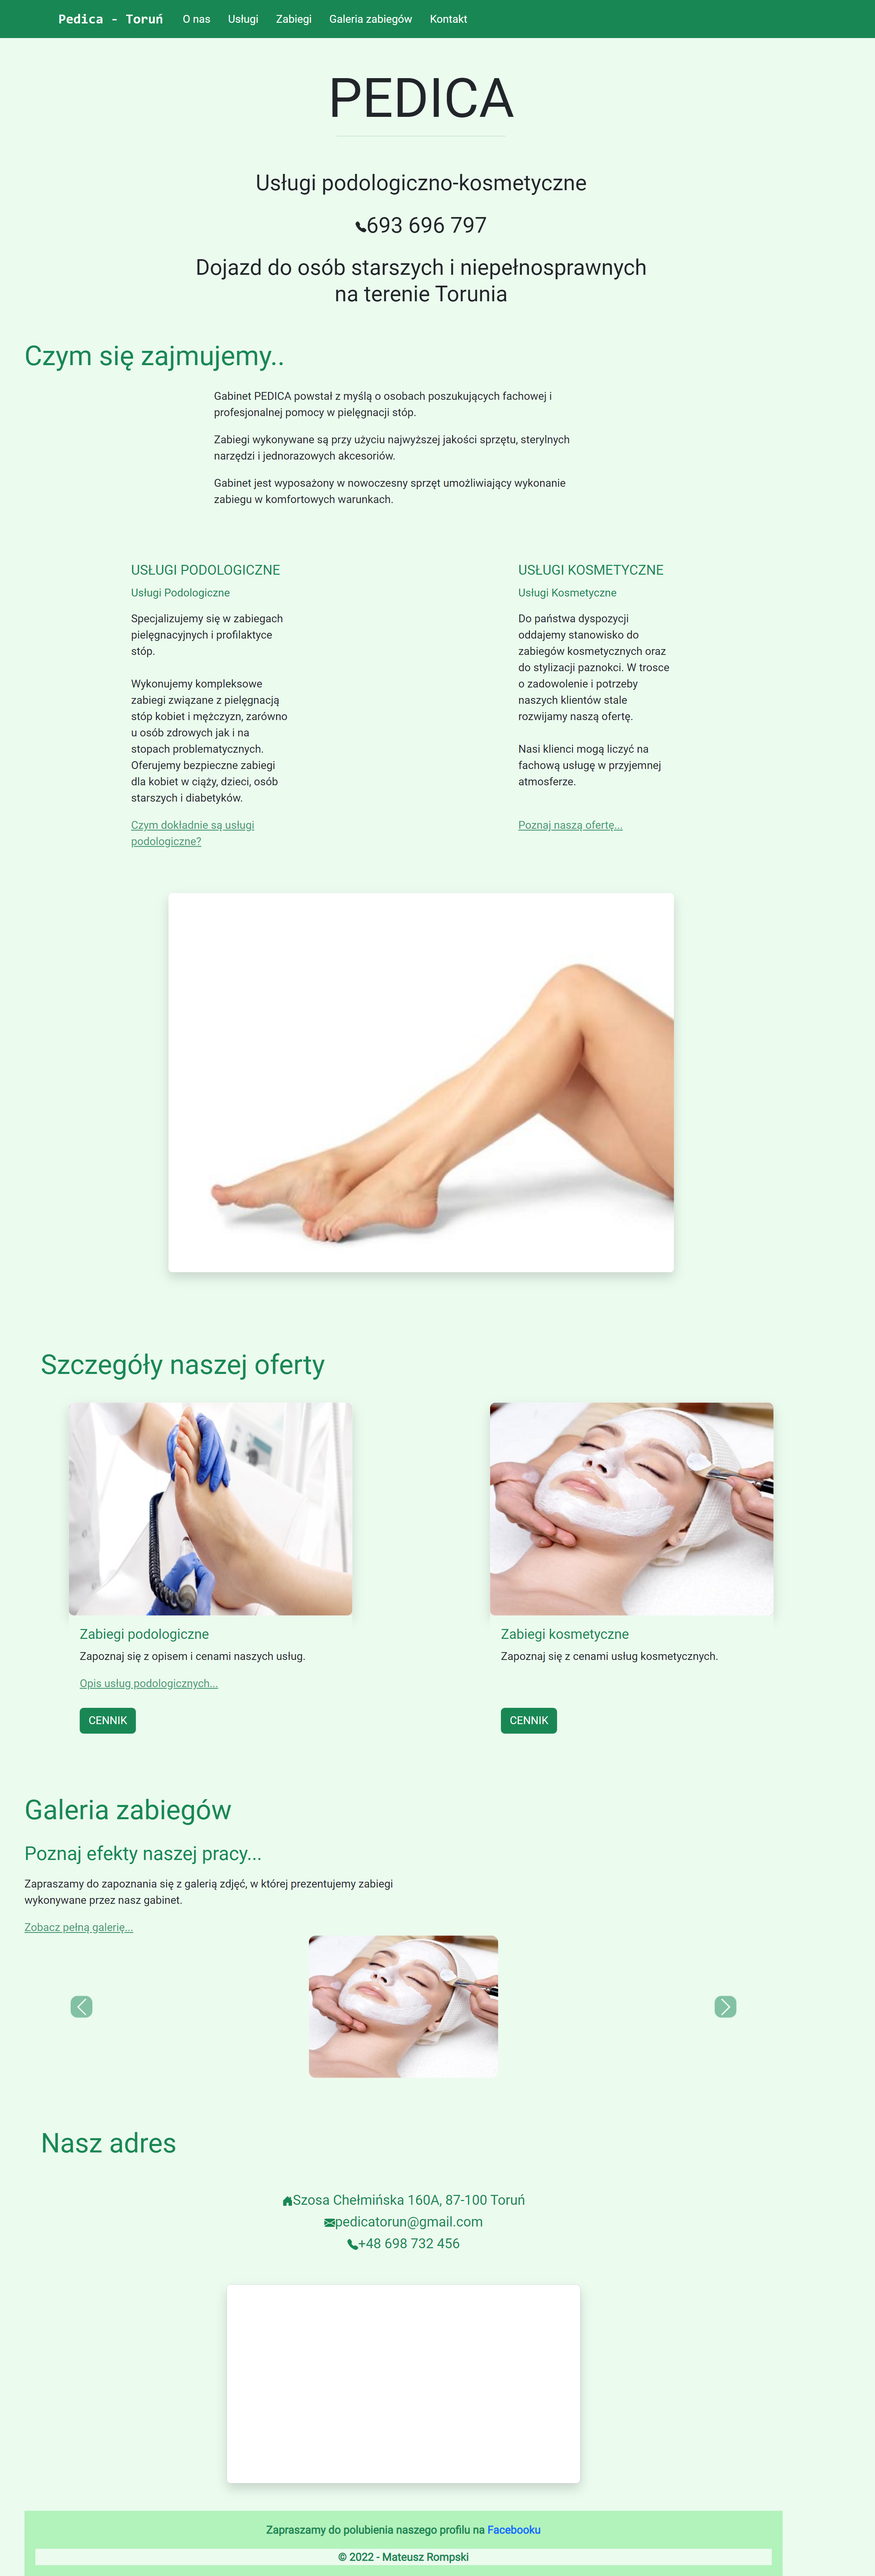 Pedica - Toruń O nas Usługi Zabiegi Galeria zabiegów Kontakt
PEDICA
Usługi podologiczno-kosmetyczne
693 696 797
Dojazd do osób starszych i niepełnosprawnych
na terenie Torunia
Czym się zajmujemy..
Gabinet PEDICA powstał z myślą o osobach poszukujących fachowej i
profesjonalnej pomocy w pielęgnacji stóp.
Zabiegi wykonywane są przy użyciu najwyższej jakości sprzętu, sterylnych
narzędzi i jednorazowych akcesoriów.
Gabinet jest wyposażony w nowoczesny sprzęt umożliwiający wykonanie
zabiegu w komfortowych warunkach.
USŁUGI PODOLOGICZNE
Usługi Podologiczne
Specjalizujemy się w zabiegach
pielęgnacyjnych i profilaktyce
stóp.
Wykonujemy kompleksowe
zabiegi związane z pielęgnacją
stóp kobiet i mężczyzn, zarówno
u osób zdrowych jak i na
stopach problematycznych.
Oferujemy bezpieczne zabiegi
dla kobiet w ciąży, dzieci, osób
starszych i diabetyków.
Czym dokładnie są usługi
podologiczne?
USŁUGI KOSMETYCZNE
Usługi Kosmetyczne
Do państwa dyspozycji
oddajemy stanowisko do
zabiegów kosmetycznych oraz
do stylizacji paznokci. W trosce
o zadowolenie i potrzeby
naszych klientów stale
rozwijamy naszą ofertę.
Nasi klienci mogą liczyć na
fachową usługę w przyjemnej
atmosferze.
Poznaj naszą ofertę...
Szczegóły naszej oferty
Zabiegi podologiczne
Zapoznaj się z opisem i cenami naszych usług.
Opis usług podologicznych...
CENNIK
Zabiegi kosmetyczne
Zapoznaj się z cenami usług kosmetycznych.
CENNIK
Galeria zabiegów
Poznaj efekty naszej pracy...
Zapraszamy do zapoznania się z galerią zdjęć, w której prezentujemy zabiegi
wykonywane przez nasz gabinet.
Zobacz pełną galerię...
Nasz adres
Szosa Chełmińska 160A, 87-100 Toruń
pedicatorun@gmail.com
+48 698 732 456
Zapraszamy do polubienia naszego profilu na Facebooku
© 2022 - Mateusz Rompski